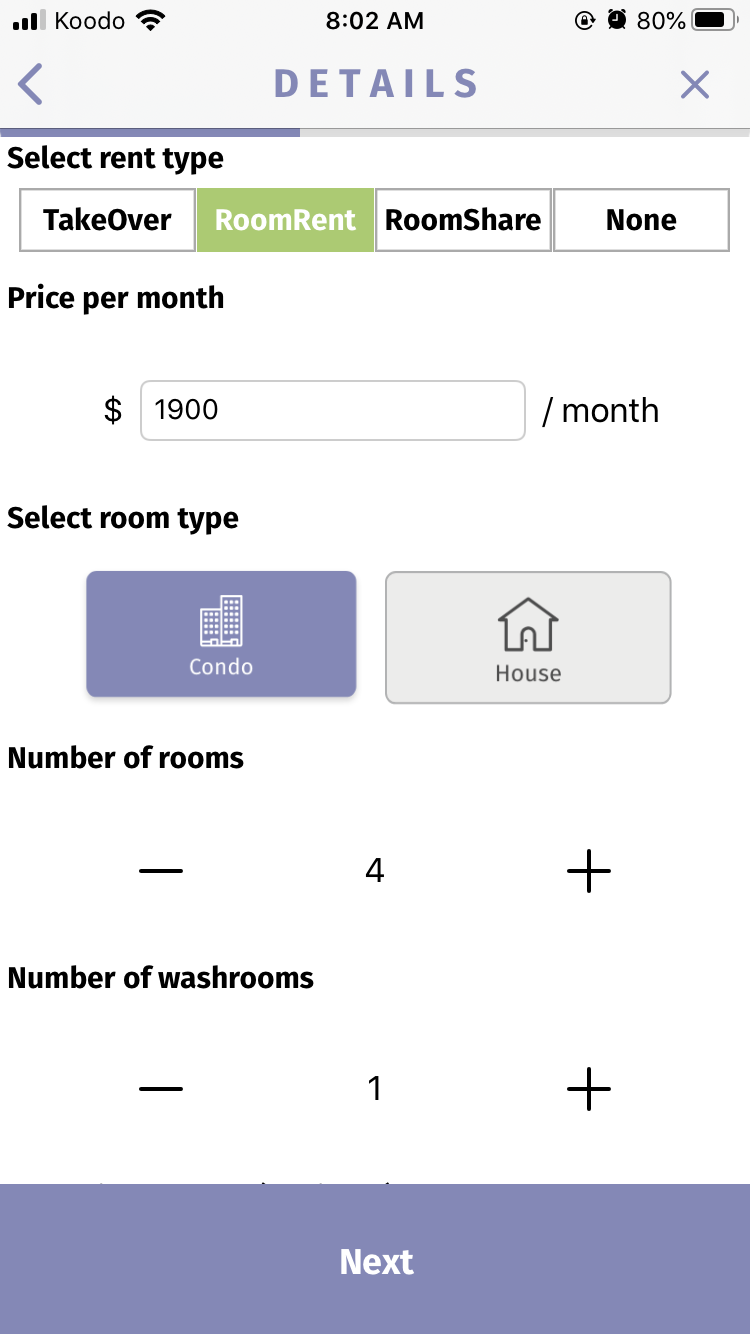 Koodo 8:02 AM 80%
DETAILS
Select rent type
TakeOver RoomRent RoomShare None
Price per month
$ 1900 / month
Select room type
Condo House
Number of rooms
4
Number of washrooms
1
Next